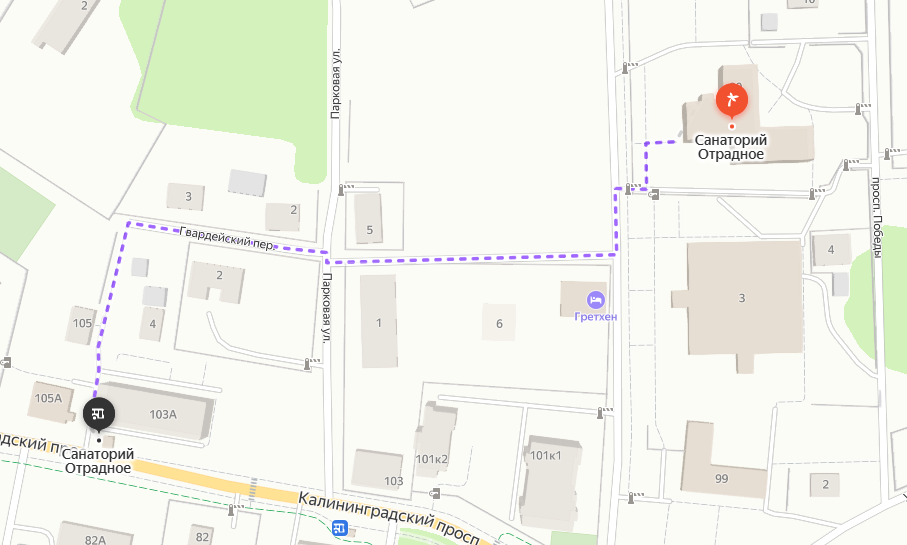 2
10
Парковая ул.
Санаторий
Отрадное
3
2
5
Гвардейский пер.
просп. Победы
4
2
Парковая ул.
3
105
4
1
6
Гретхен
105А
103А
Санаторий
Отрадное
101к2
101к1
103
99
2
Калининградский просп
82А
82